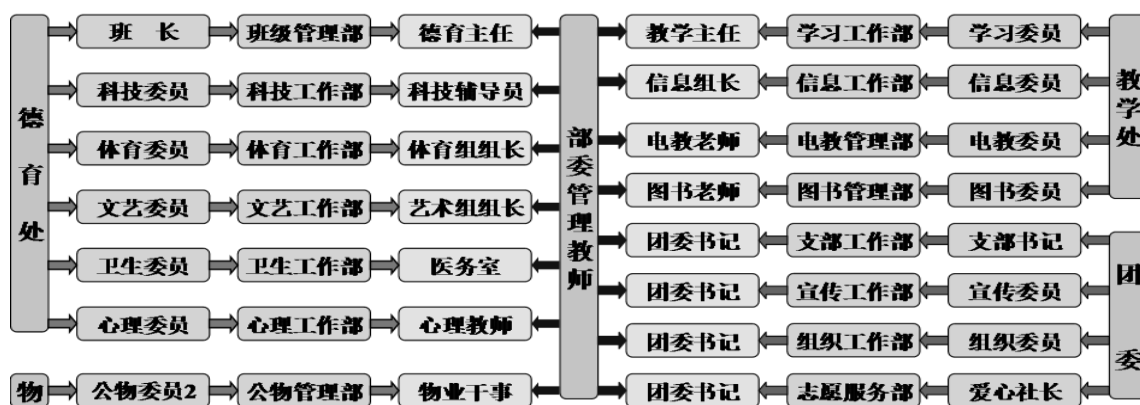 德育处
班 长 班级管理部 德育主任
科技委员 科技工作部 科技辅导员
体育委员 体育工作部 体育组组长
文艺委员 文艺工作部 艺术组组长
卫生委员 卫生工作部 医务室
心理委员 心理工作部 心理教师
物 公物委员2 公物管理部 物业干事
部委管理教师
教学主任 学习工作部 学习委员
信息组长 信息工作部 信息委员
电教老师 电教管理部 电教委员
图书老师 图书管理部 图书委员
教学处
团委书记 支部工作部 支部书记
团委书记 宣传工作部 宣传委员
团委书记 组织工作部 组织委员
团委书记 志愿服务部 爱心社长
团委